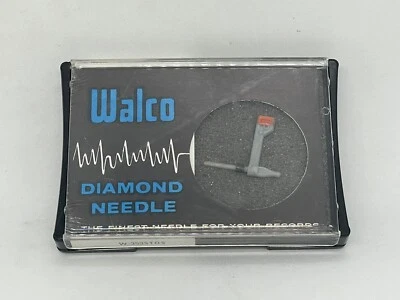 Walco
DIAMOND
NEEDLE
THE FINEST NEEDLE FOR YOUR RECORDS